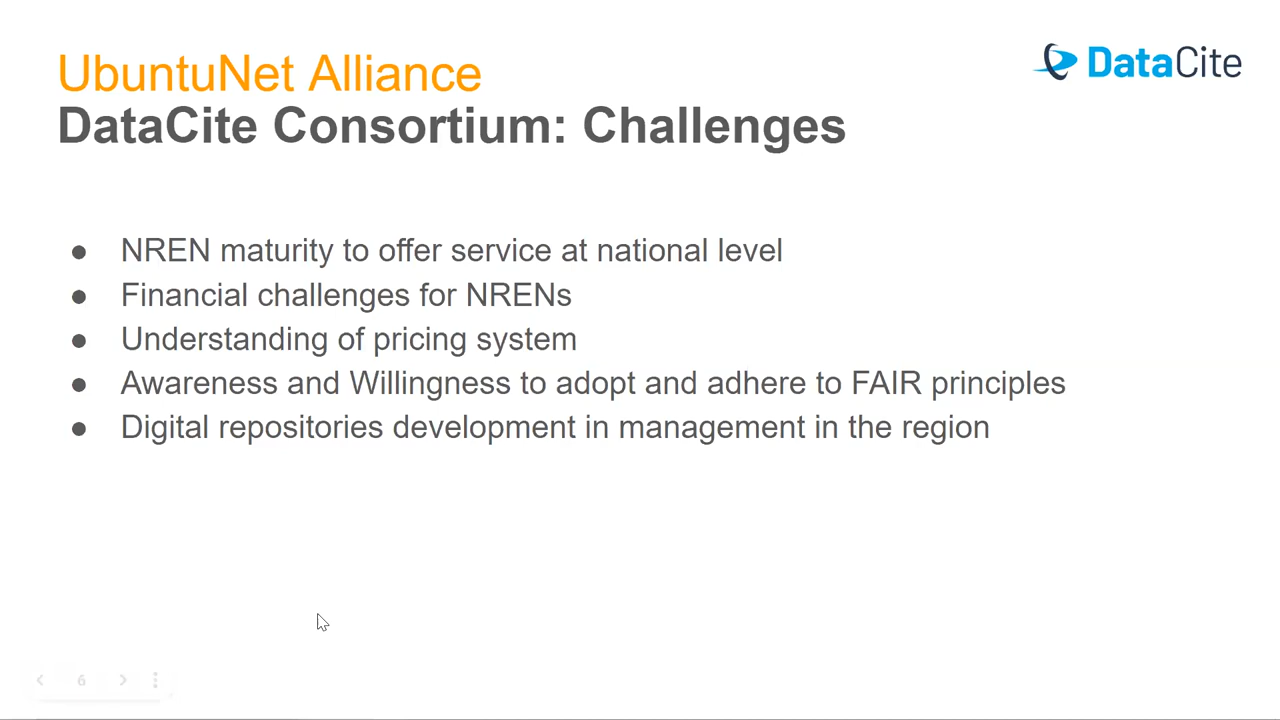 UbuntuNet Alliance
DataCite
DataCite Consortium: Challenges
● NREN maturity to offer service at national level
● Financial challenges for NRENs
● Understanding of pricing system
● Awareness and Willingness to adopt and adhere to FAIR principles
● Digital repositories development in management in the region
6